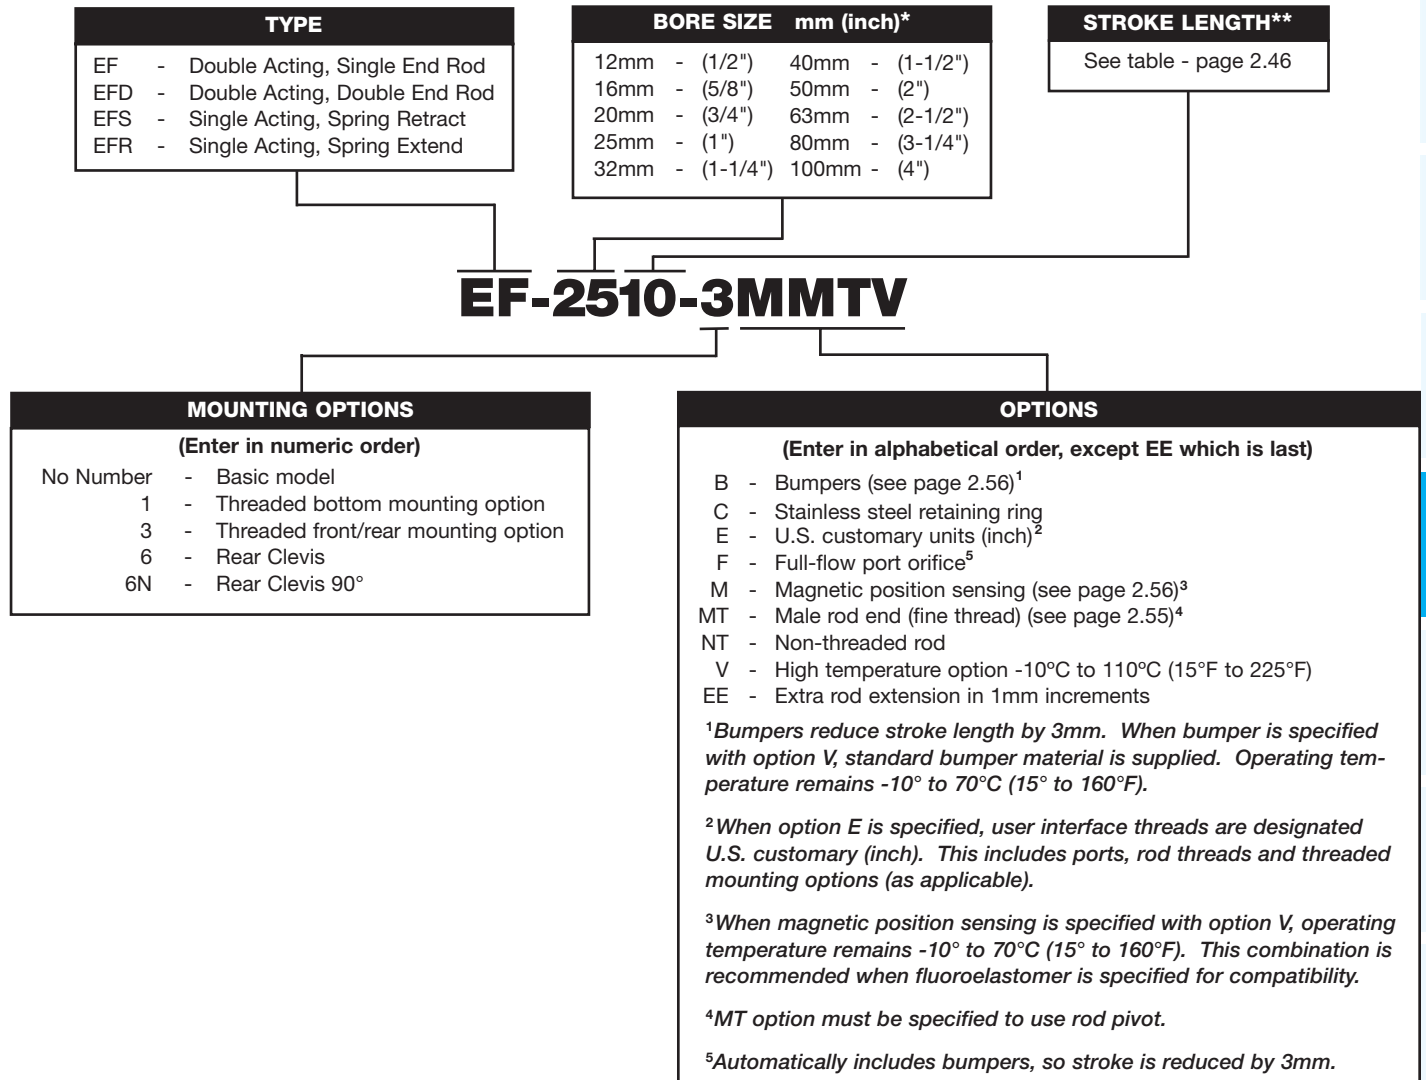 TYPE
EF - Double Acting, Single End Rod
EFD - Double Acting, Double End Rod
EFS - Single Acting, Spring Retract
EFR - Single Acting, Spring Extend
BORE SIZE mm (inch)*
12mm - (1/2") 40mm - (1-1/2")
16mm - (5/8") 50mm - (2")
20mm - (3/4") 63mm - (2-1/2")
25mm - (1") 80mm - (3-1/4")
32mm - (1-1/4") 100mm - (4")
STROKE LENGTH**
See table - page 2.46
EF-2510-3MMTV
MOUNTING OPTIONS
(Enter in numeric order)
No Number - Basic model
1 - Threaded bottom mounting option
3 - Threaded front/rear mounting option
6 - Rear Clevis
6N - Rear Clevis 90°
OPTIONS
(Enter in alphabetical order, except EE which is last)
B - Bumpers (see page 2.56)¹
C - Stainless steel retaining ring
E - U.S. customary units (inch)²
F - Full-flow port orifice⁵
M - Magnetic position sensing (see page 2.56)³
MT - Male rod end (fine thread) (see page 2.55)⁴
NT - Non-threaded rod
V - High temperature option -10ºC to 110ºC (15°F to 225°F)
EE - Extra rod extension in 1mm increments
¹Bumpers reduce stroke length by 3mm. When bumper is specified
with option V, standard bumper material is supplied. Operating tem-
perature remains -10° to 70°C (15° to 160°F).
²When option E is specified, user interface threads are designated
U.S. customary (inch). This includes ports, rod threads and threaded
mounting options (as applicable).
³When magnetic position sensing is specified with option V, operating
temperature remains -10° to 70°C (15° to 160°F). This combination is
recommended when fluoroelastomer is specified for compatibility.
⁴MT option must be specified to use rod pivot.
⁵Automatically includes bumpers, so stroke is reduced by 3mm.